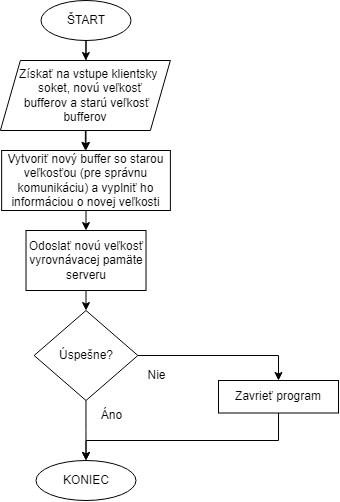 ŠTART
Získať na vstupe klientsky
soket, novú veľkosť
bufferov a starú veľkosť
bufferov
Vytvoriť nový buffer so starou
veľkosťou (pre správnu
komunikáciu) a vyplniť ho
informáciou o novej veľkosti
Odoslať novú veľkosť
vyrovnávacej pamäte
serveru
Úspešne?
Nie
Zavrieť program
Áno
KONIEC